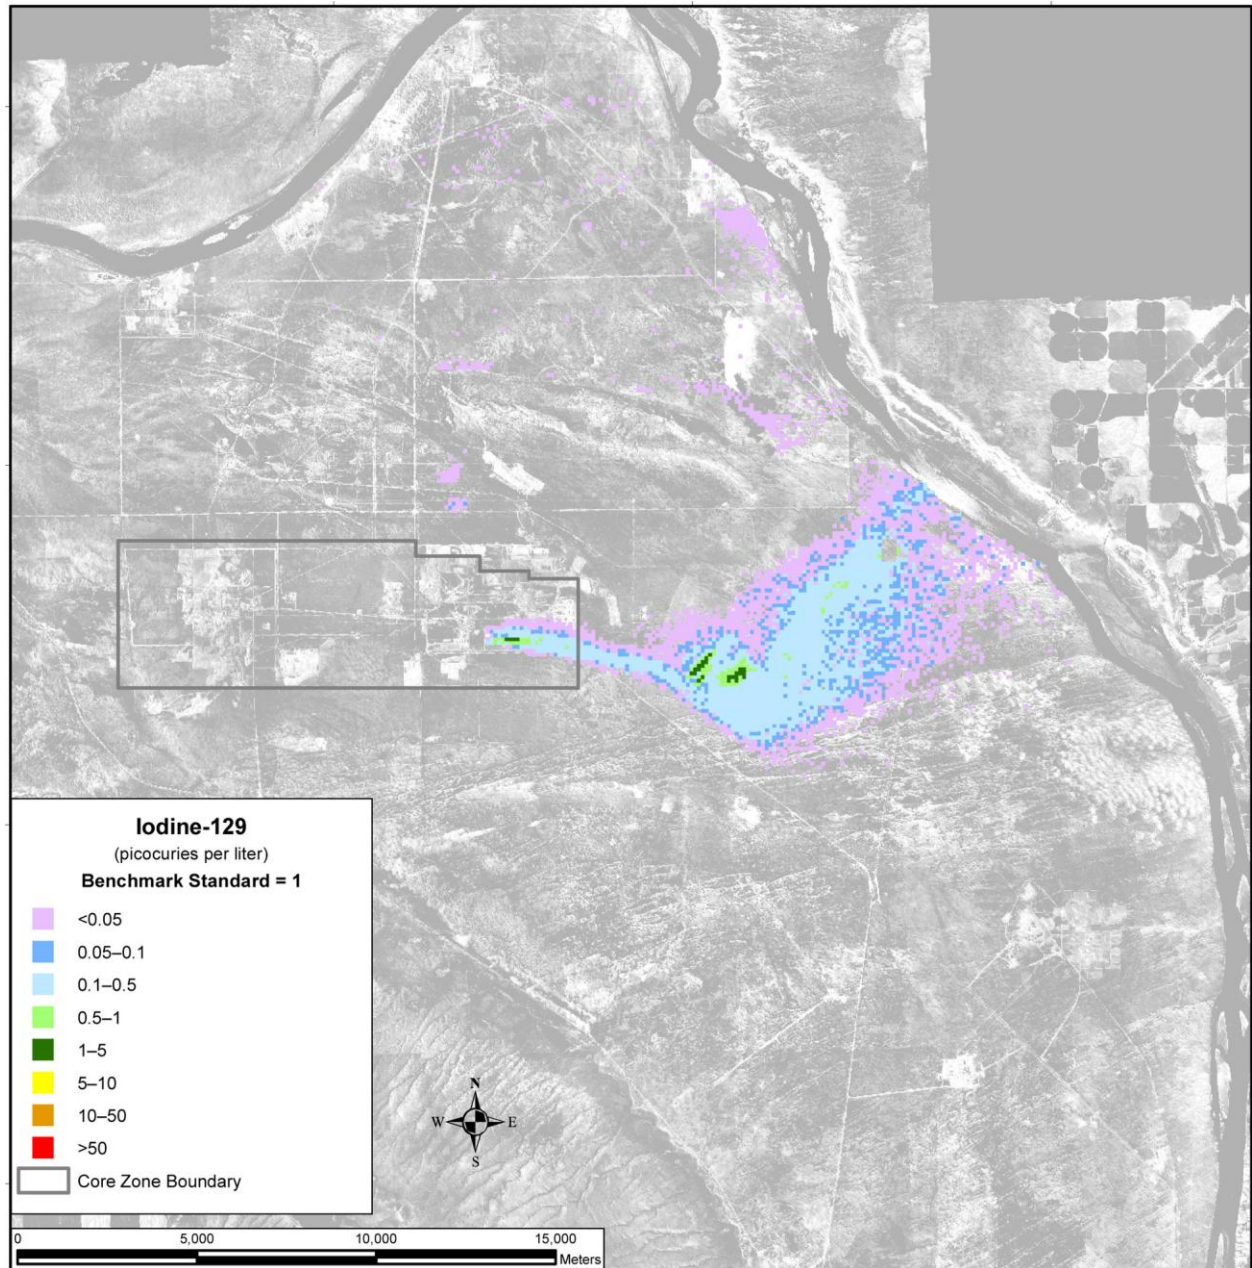 Iodine-129
(picocuries per liter)
Benchmark Standard = 1
<0.05
0.05–0.1
0.1–0.5
0.5–1
1–5
5–10
10–50
>50
Core Zone Boundary
N
W E
S
0 5,000 10,000 15,000
Meters